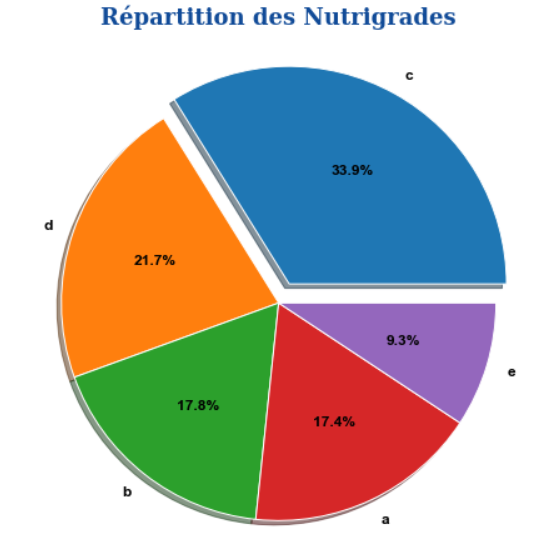 Répartition des Nutrigrades
c
33.9%
d
21.7%
9.3%
e
17.8%
17.4%
b
a